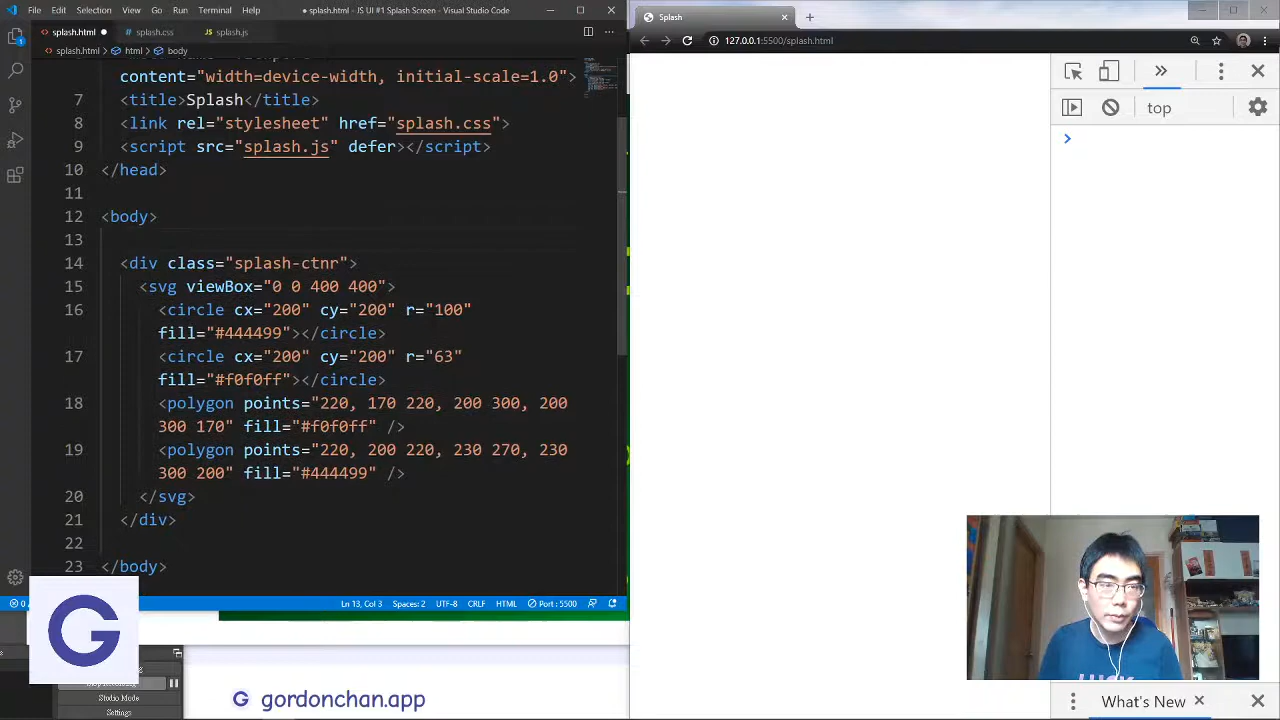 File Edit Selection View Go Run Terminal ● splash.html - JS UI #1 Splash Screen - Visual Studio Code
splash.html ● splash.css splash.js
splash.html > html > body
content="width=device-width, initial-scale=1.0">
7 <title>Splash</title>
8 <link rel="stylesheet" href="splash.css">
9 <script src="splash.js" defer></script>
10 </head>
11
12 <body>
13
14 <div class="splash-ctnr">
15 <svg viewBox="0 0 400 400">
16 <circle cx="200" cy="200" r="100"
fill="#444499"></circle>
17 <circle cx="200" cy="200" r="63"
fill="#f0f0ff"></circle>
18 <polygon points="220, 170 220, 200 300, 200
300 170" fill="#f0f0ff" />
19 <polygon points="220, 200 220, 230 270, 230
300 200" fill="#444499" />
20 </svg>
21 </div>
22
23 </body>
0
Ln 13, Col 3 Spaces: 2 UTF-8 CRLF HTML Port : 5500
G
Studio Mode
Settings
G gordonchan.app
Splash
127.0.0.1:5500/splash.html
top
What's New